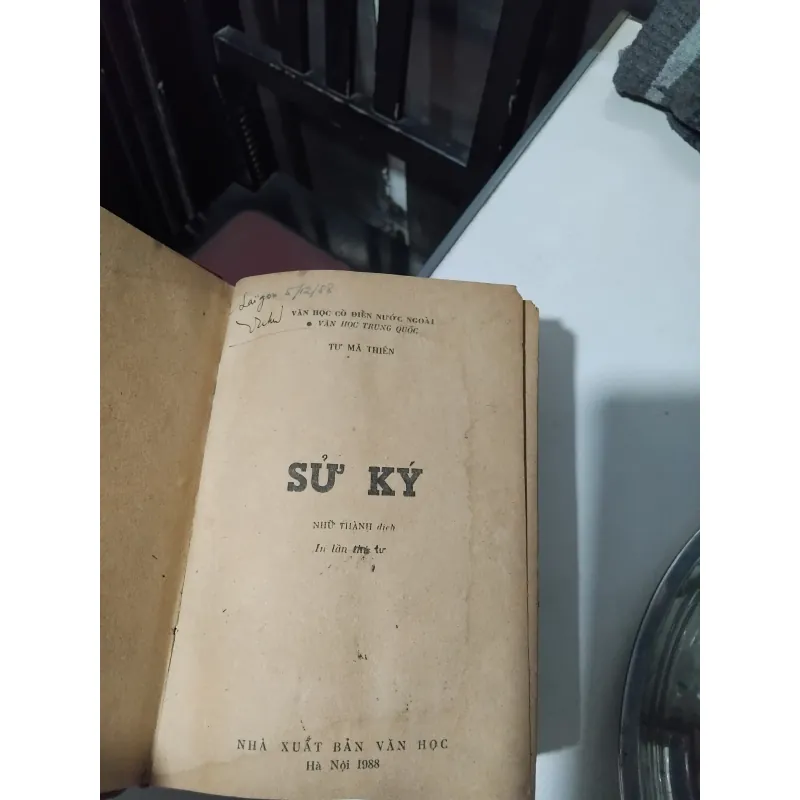 Saigon 5/12/88
VĂN HỌC CỔ ĐIỂN NƯỚC NGOÀI
• VĂN HỌC TRUNG QUỐC
TƯ MÃ THIÊN
SỬ KÝ
NHỮ THÀNH dịch
In lần thứ tư
NHÀ XUẤT BẢN VĂN HỌC
Hà Nội 1988